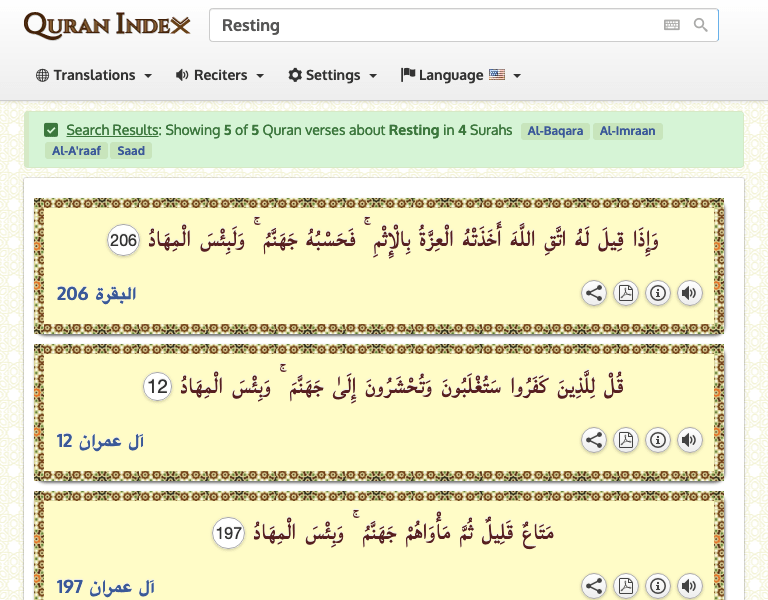 QURAN INDEX
Resting
Translations
Reciters
Settings
Language
Search Results: Showing 5 of 5 Quran verses about Resting in 4 Surahs Al-Baqara Al-Imraan
Al-A'raaf Saad
وَإِذَا قِيلَ لَهُ اتَّقِ اللَّهَ أَخَذَتْهُ الْعِزَّةُ بِالْإِثْمِ ۚ فَحَسْبُهُ جَهَنَّمُ ۚ وَلَبِئْسَ الْمِهَادُ 206
البقرة 206
قُلْ لِلَّذِينَ كَفَرُوا سَتُغْلَبُونَ وَتُحْشَرُونَ إِلَىٰ جَهَنَّمَ ۚ وَبِئْسَ الْمِهَادُ 12
آل عمران 12
مَتَاعٌ قَلِيلٌ ثُمَّ مَأْوَاهُمْ جَهَنَّمُ ۚ وَبِئْسَ الْمِهَادُ 197
آل عمران 197